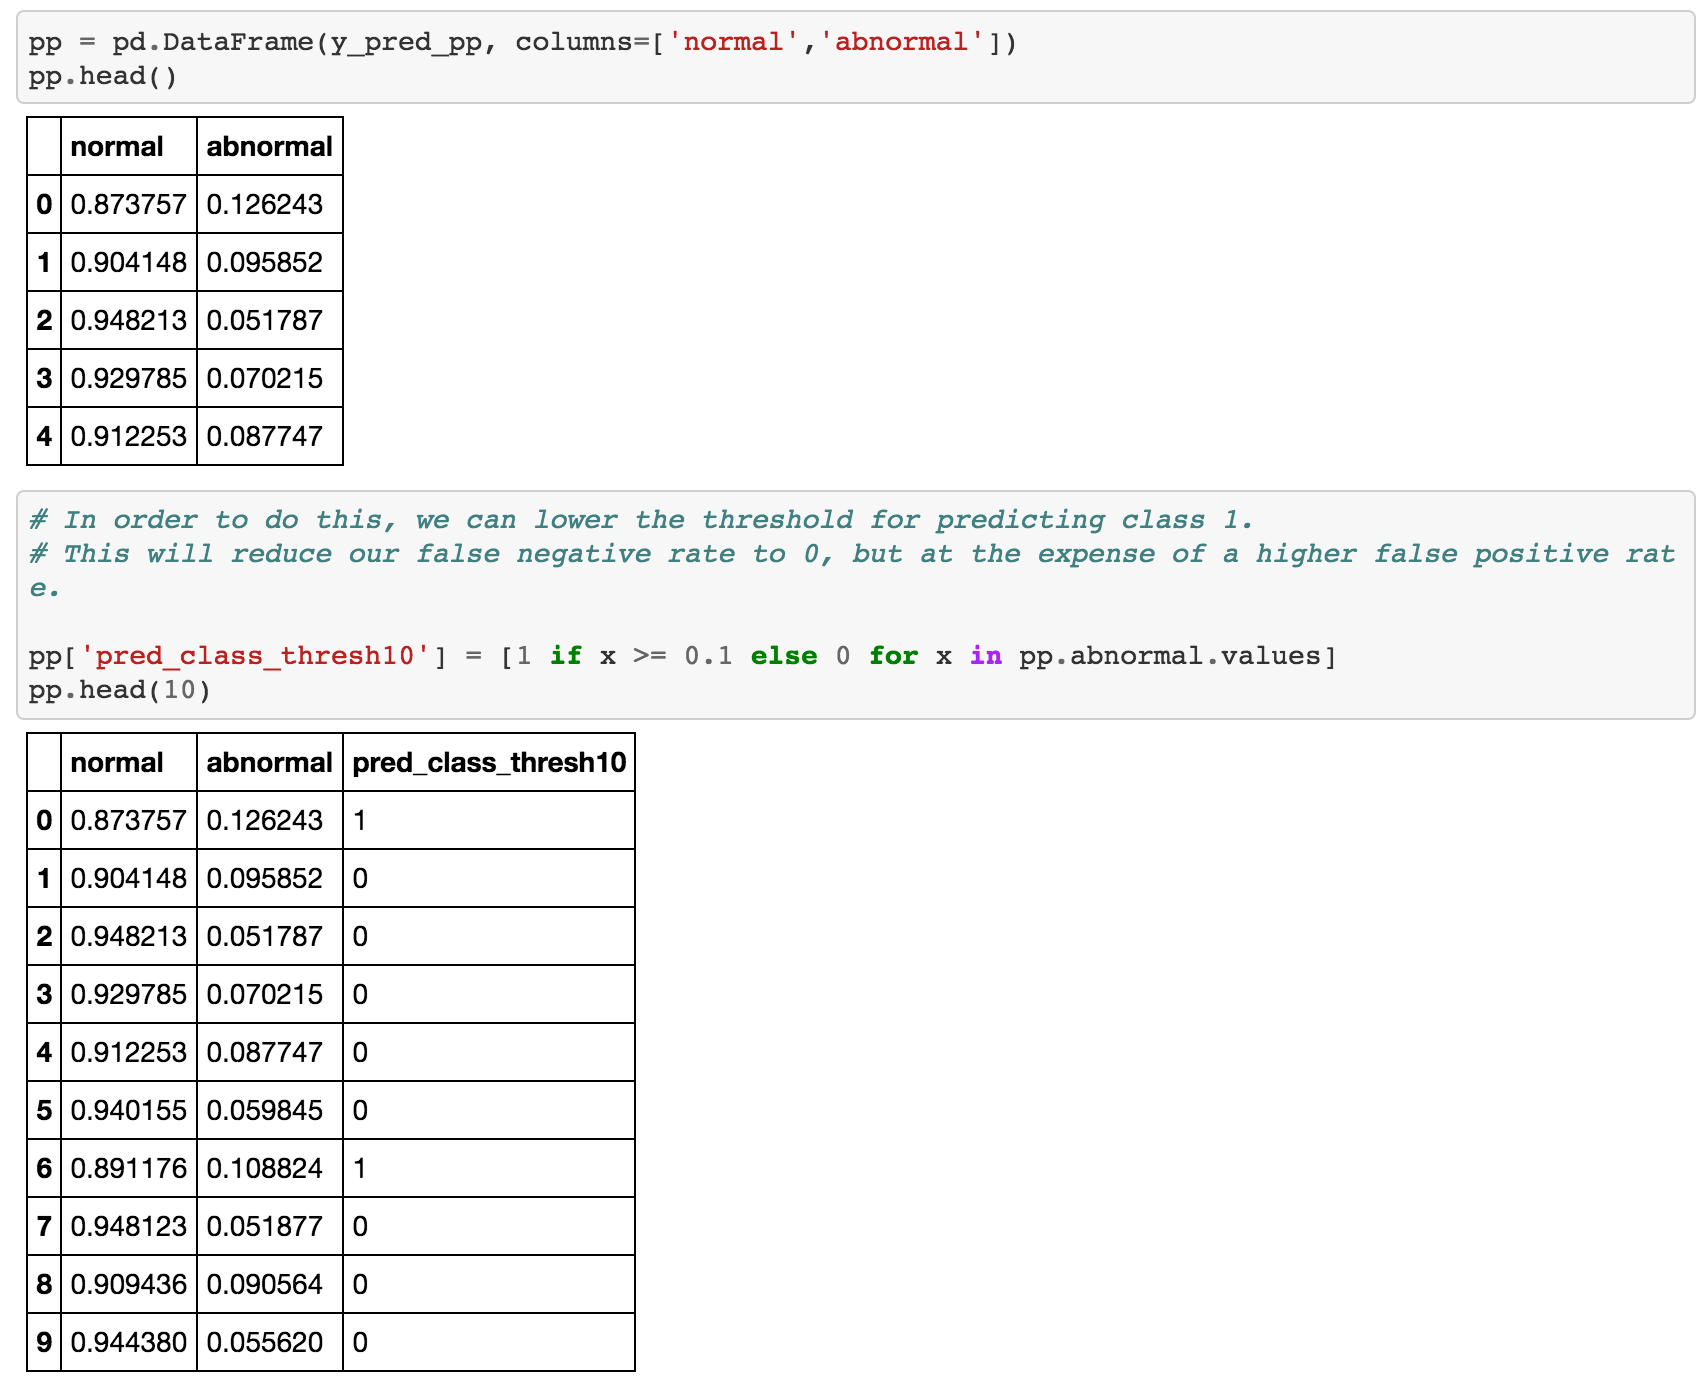 pp = pd.DataFrame(y_pred_pp, columns=['normal','abnormal'])
pp.head()
normal abnormal
0 0.873757 0.126243
1 0.904148 0.095852
2 0.948213 0.051787
3 0.929785 0.070215
4 0.912253 0.087747
# In order to do this, we can lower the threshold for predicting class 1.
# This will reduce our false negative rate to 0, but at the expense of a higher false positive rat
e.
pp['pred_class_thresh10'] = [1 if x >= 0.1 else 0 for x in pp.abnormal.values]
pp.head(10)
normal abnormal pred_class_thresh10
0 0.873757 0.126243 1
1 0.904148 0.095852 0
2 0.948213 0.051787 0
3 0.929785 0.070215 0
4 0.912253 0.087747 0
5 0.940155 0.059845 0
6 0.891176 0.108824 1
7 0.948123 0.051877 0
8 0.909436 0.090564 0
9 0.944380 0.055620 0